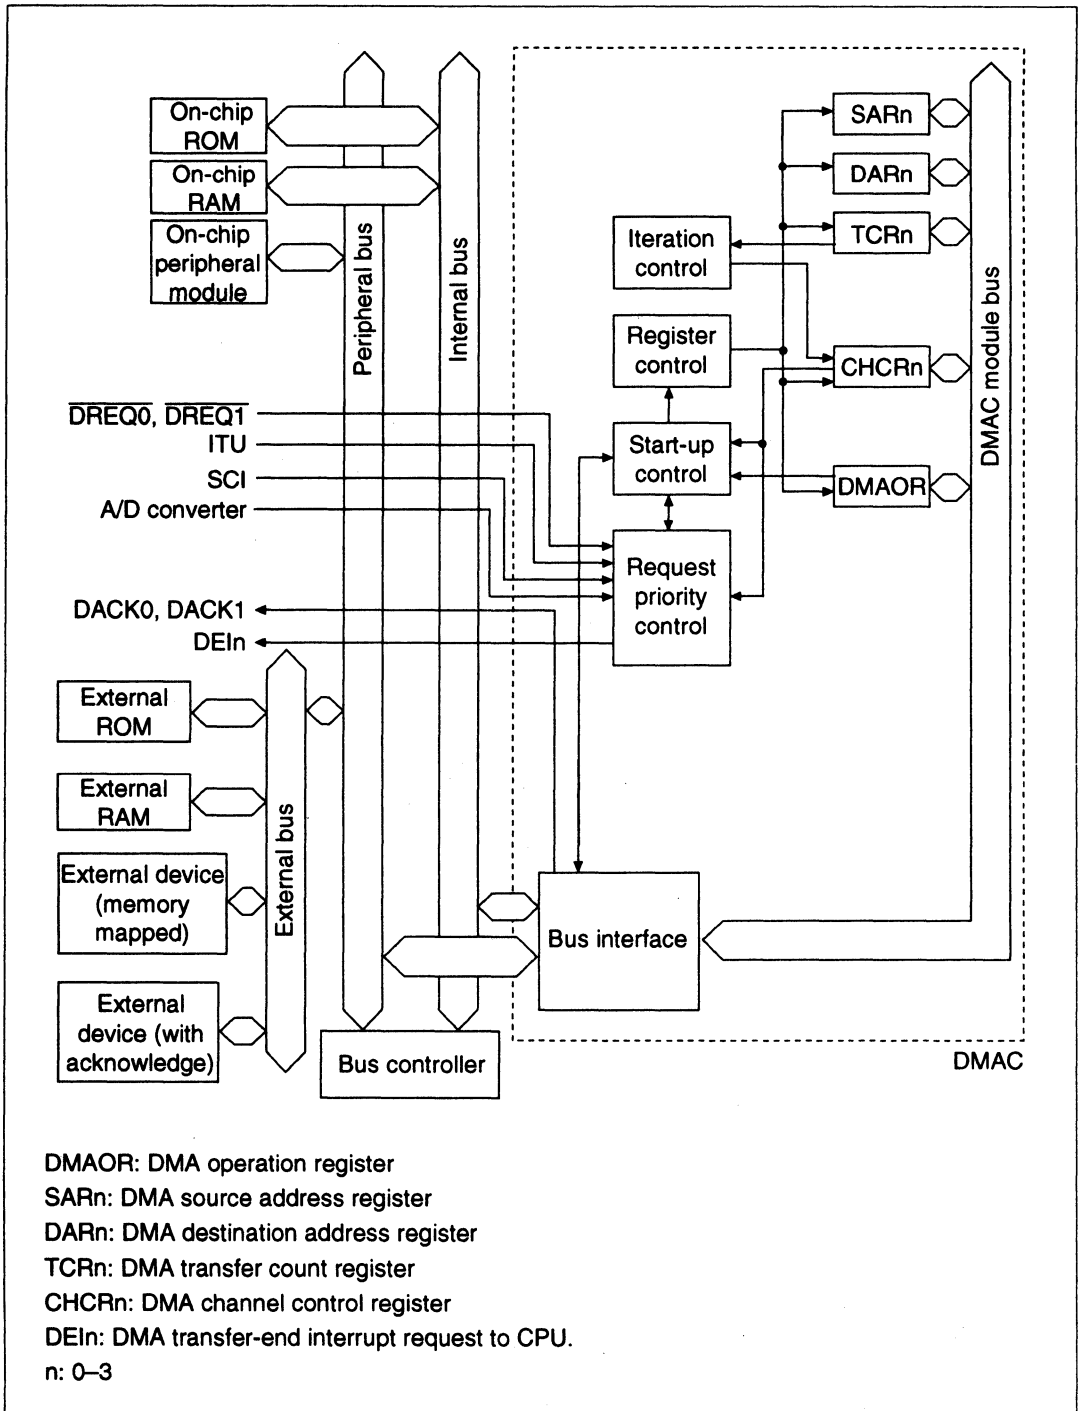 On-chip
ROM
On-chip
RAM
On-chip
peripheral
module
Peripheral bus
Internal bus
SARn
DARn
TCRn
Iteration
control
Register
control
CHCRn
DMAC module bus
DREQ0, DREQ1
ITU
SCI
A/D converter
Start-up
control
DMAOR
Request
priority
control
DACK0, DACK1
DEIn
External
ROM
External
RAM
External bus
External device
(memory
mapped)
External
device (with
acknowledge)
Bus interface
Bus controller
DMAC
DMAOR: DMA operation register
SARn: DMA source address register
DARn: DMA destination address register
TCRn: DMA transfer count register
CHCRn: DMA channel control register
DEIn: DMA transfer-end interrupt request to CPU.
n: 0–3